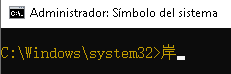 Administrador: Símbolo del sistema
C:\Windows\system32>岸